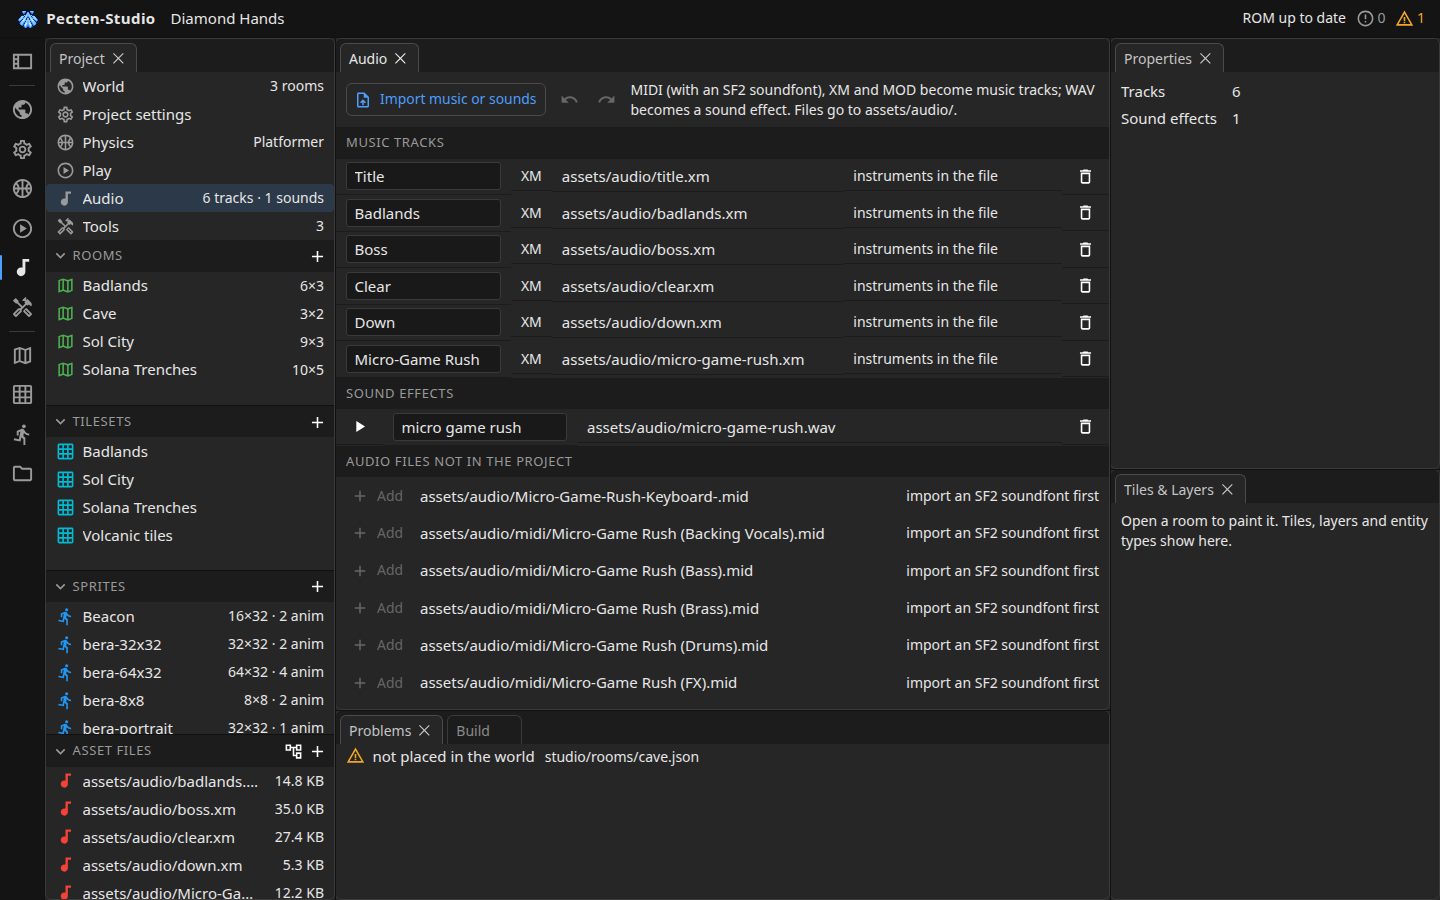 Pecten-Studio Diamond Hands ROM up to date 0 1
Project
World 3 rooms
Project settings
Physics Platformer
Play
Audio 6 tracks · 1 sounds
Tools 3
ROOMS
Badlands 6×3
Cave 3×2
Sol City 9×3
Solana Trenches 10×5
TILESETS
Badlands
Sol City
Solana Trenches
Volcanic tiles
SPRITES
Beacon 16×32 · 2 anim
bera-32x32 32×32 · 2 anim
bera-64x32 64×32 · 4 anim
bera-8x8 8×8 · 2 anim
bera-portrait 32×32 · 1 anim
ASSET FILES
assets/audio/badlands.... 14.8 KB
assets/audio/boss.xm 35.0 KB
assets/audio/clear.xm 27.4 KB
assets/audio/down.xm 5.3 KB
assets/audio/Micro-Ga... 12.2 KB
Audio
Import music or sounds
MIDI (with an SF2 soundfont), XM and MOD become music tracks; WAV
becomes a sound effect. Files go to assets/audio/.
MUSIC TRACKS
Title XM assets/audio/title.xm instruments in the file
Badlands XM assets/audio/badlands.xm instruments in the file
Boss XM assets/audio/boss.xm instruments in the file
Clear XM assets/audio/clear.xm instruments in the file
Down XM assets/audio/down.xm instruments in the file
Micro-Game Rush XM assets/audio/micro-game-rush.xm instruments in the file
SOUND EFFECTS
micro game rush assets/audio/micro-game-rush.wav
AUDIO FILES NOT IN THE PROJECT
Add assets/audio/Micro-Game-Rush-Keyboard-.mid import an SF2 soundfont first
Add assets/audio/midi/Micro-Game Rush (Backing Vocals).mid import an SF2 soundfont first
Add assets/audio/midi/Micro-Game Rush (Bass).mid import an SF2 soundfont first
Add assets/audio/midi/Micro-Game Rush (Brass).mid import an SF2 soundfont first
Add assets/audio/midi/Micro-Game Rush (Drums).mid import an SF2 soundfont first
Add assets/audio/midi/Micro-Game Rush (FX).mid import an SF2 soundfont first
Problems Build
not placed in the world studio/rooms/cave.json
Properties
Tracks 6
Sound effects 1
Tiles & Layers
Open a room to paint it. Tiles, layers and entity
types show here.